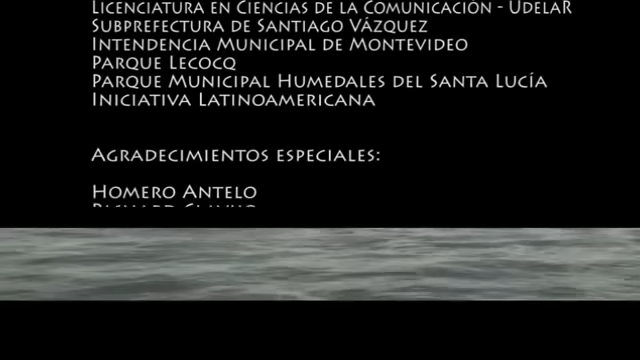 Licenciatura en Ciencias de la Comunicación - UdelaR
Subprefectura de Santiago Vázquez
Intendencia Municipal de Montevideo
Parque Lecocq
Parque Municipal Humedales del Santa Lucía
Iniciativa Latinoamericana
Agradecimientos especiales:
Homero Antelo